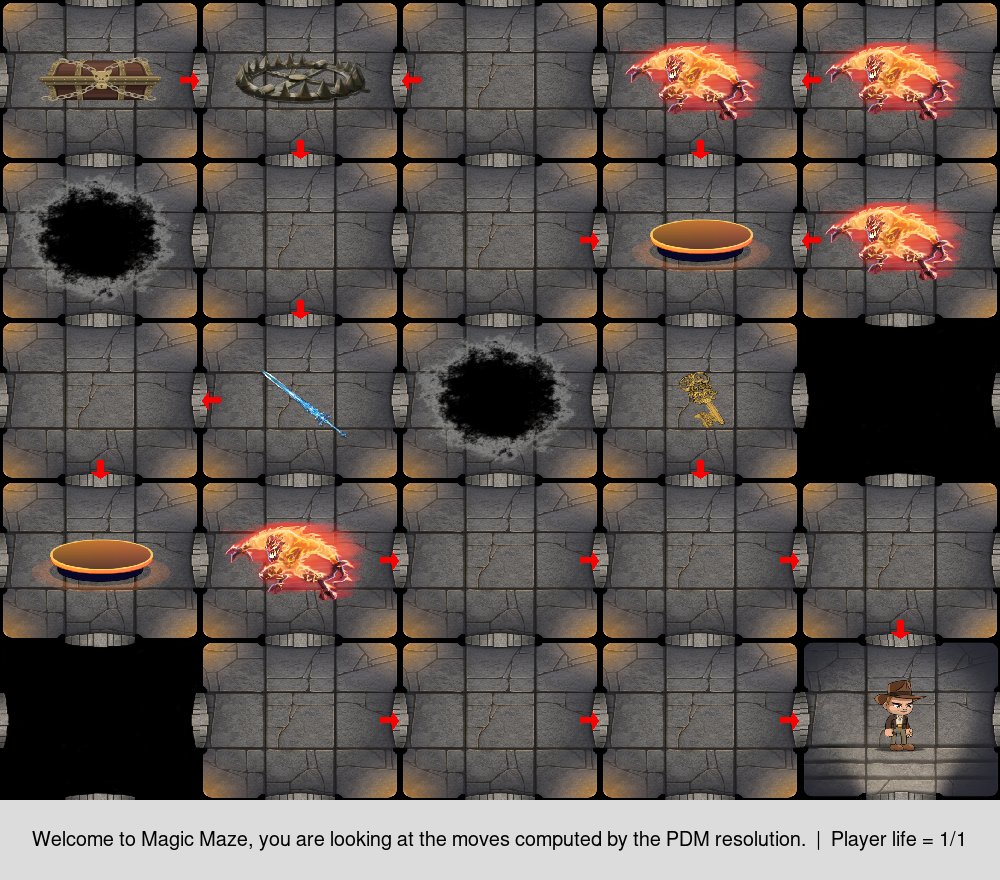 Welcome to Magic Maze, you are looking at the moves computed by the PDM resolution. | Player life = 1/1